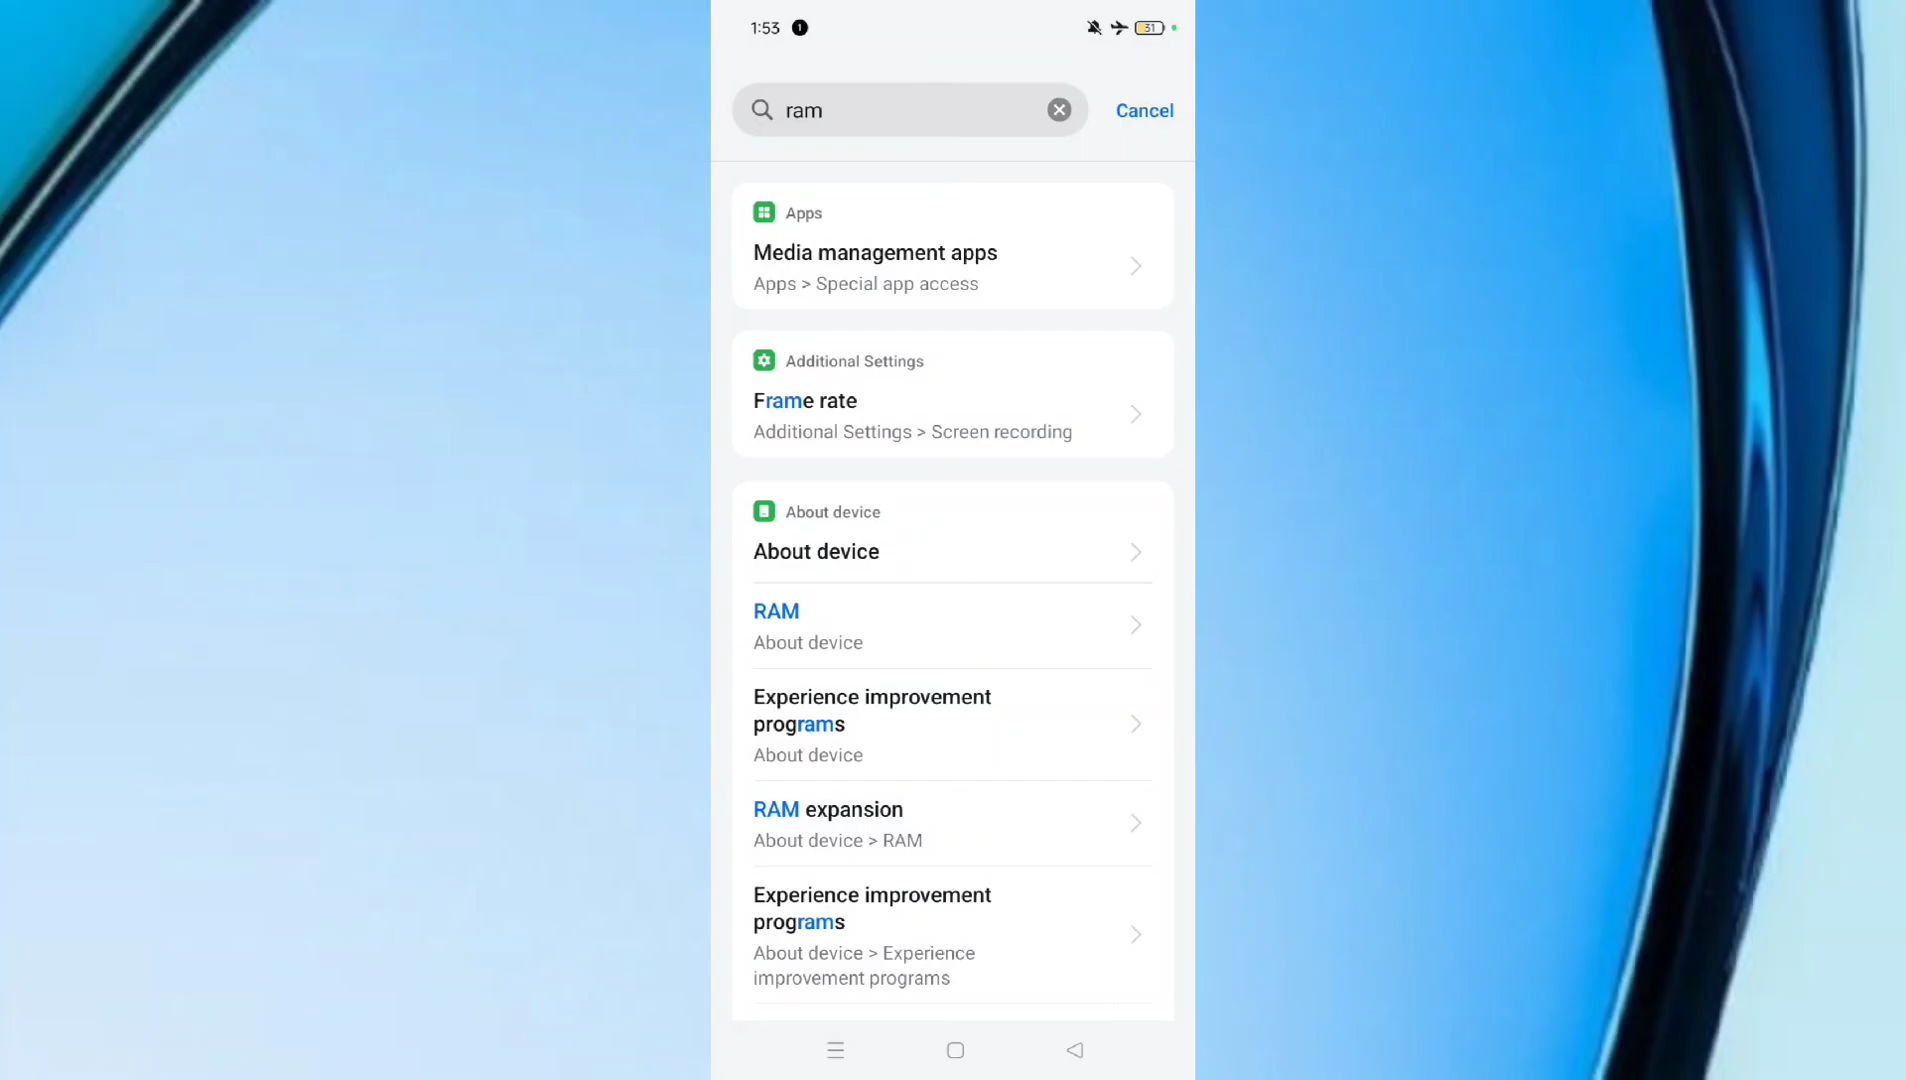 1:53 1 31
ram
Cancel
Apps
Media management apps
Apps > Special app access
Additional Settings
Frame rate
Additional Settings > Screen recording
About device
About device
RAM
About device
Experience improvement
programs
About device
RAM expansion
About device > RAM
Experience improvement
programs
About device > Experience
improvement programs